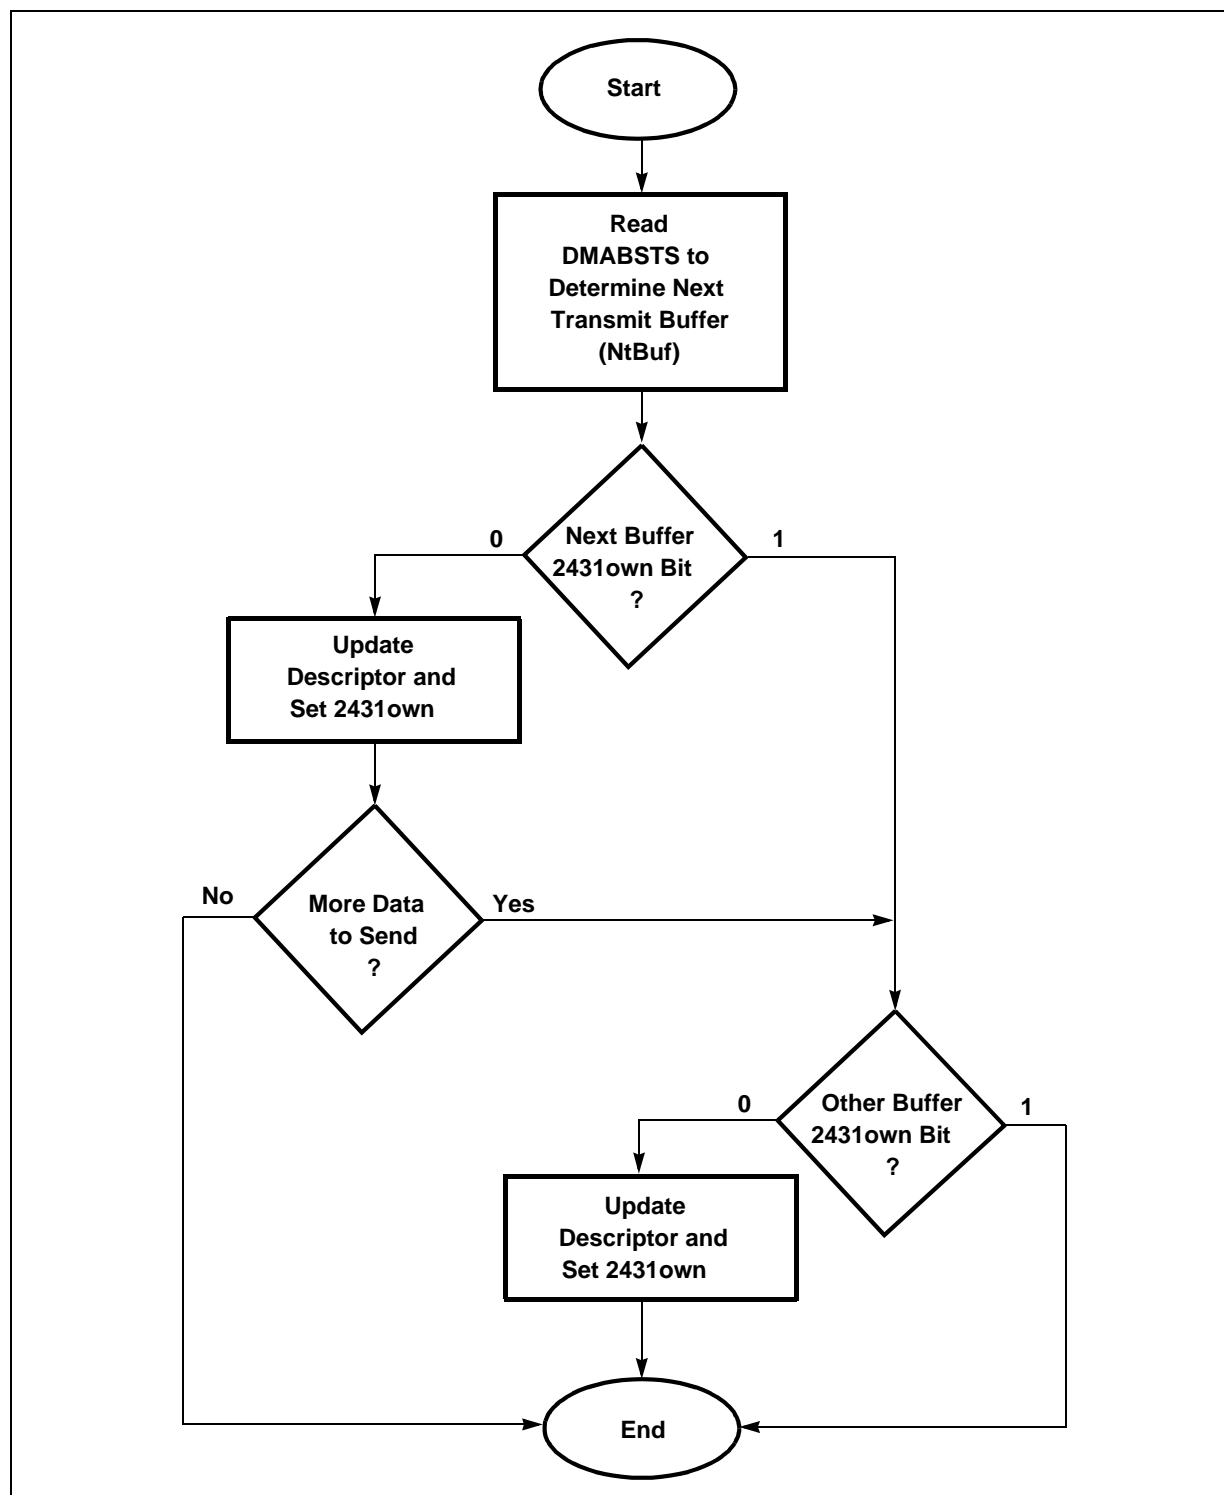 Start
Read
DMABSTS to
Determine Next
Transmit Buffer
(NtBuf)
0
Next Buffer
2431own Bit
?
1
Update
Descriptor and
Set 2431own
No
More Data
to Send
?
Yes
0
Other Buffer
2431own Bit
?
1
Update
Descriptor and
Set 2431own
End